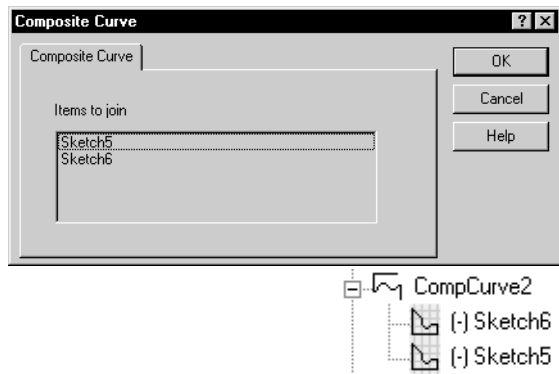 Composite Curve
Composite Curve
OK
Cancel
Help
Items to join
Sketch5
Sketch6
CompCurve2
(-) Sketch6
(-) Sketch5